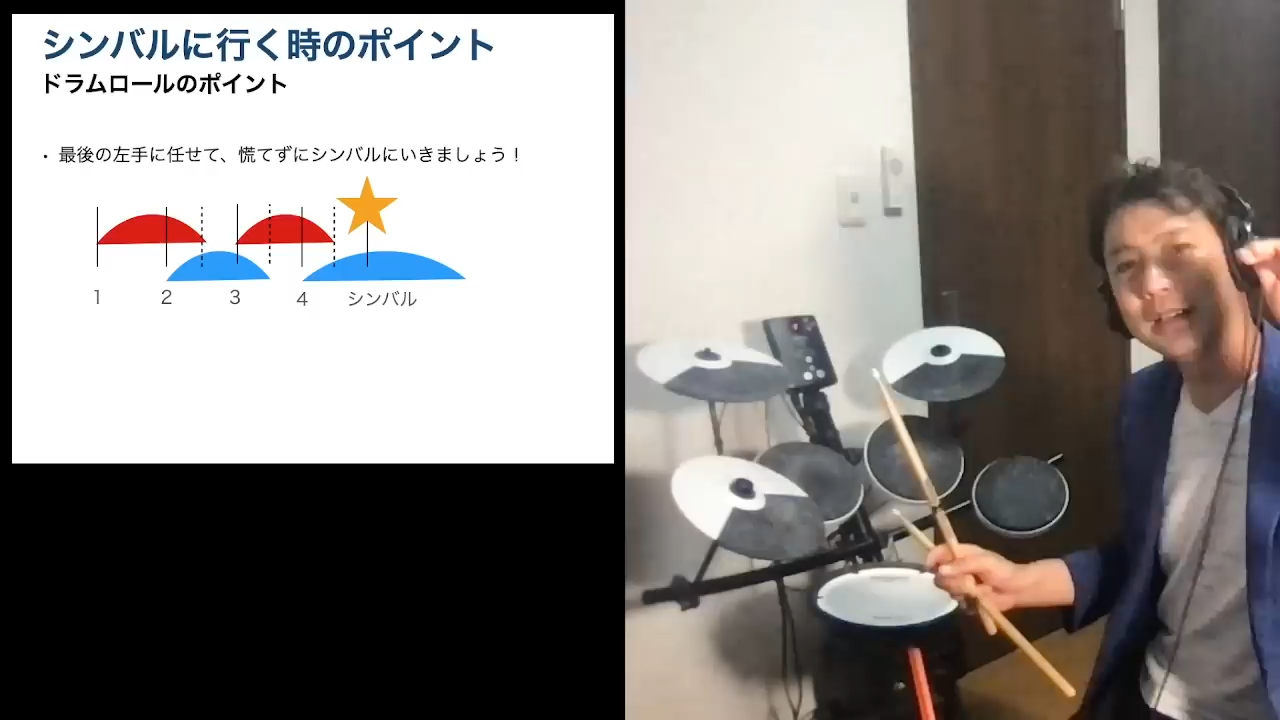 シンバルに行く時のポイント
ドラムロールのポイント
・最後の左手に任せて、慌てずにシンバルにいきましょう！
1 2 3 4 シンバル